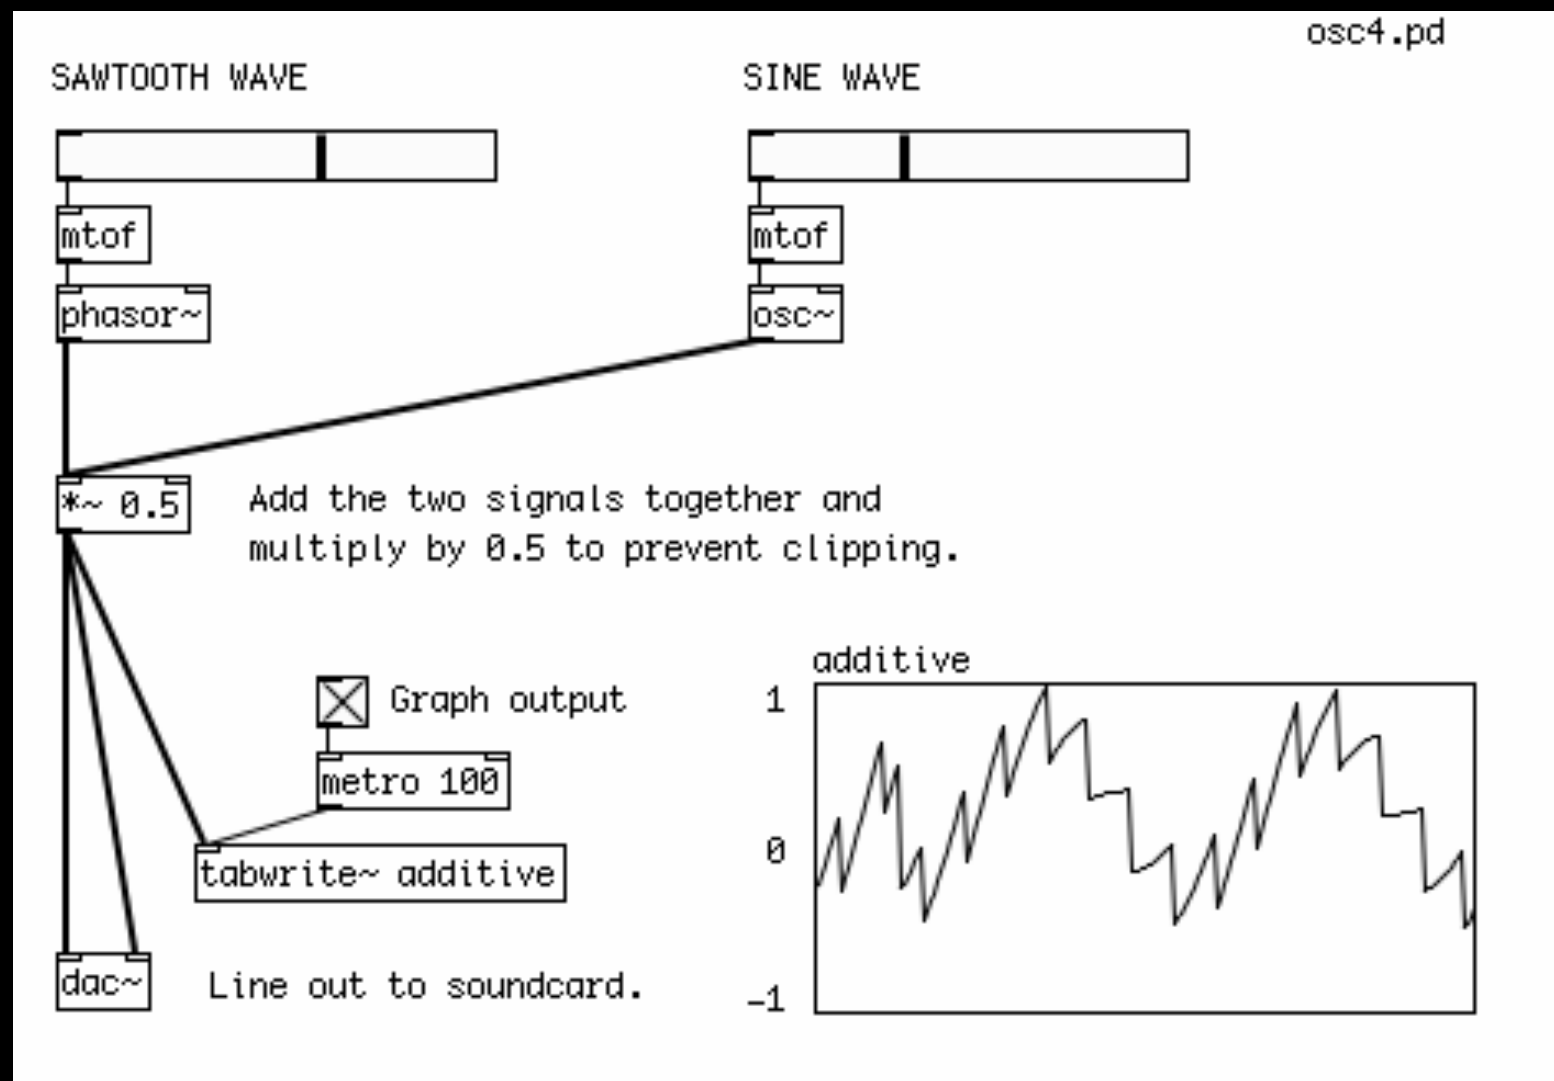 osc4.pd
SAWTOOTH WAVE
SINE WAVE
mtof
mtof
phasor~
osc~
*~ 0.5
Add the two signals together and
multiply by 0.5 to prevent clipping.
additive
Graph output
1
metro 100
0
tabwrite~ additive
dac~
Line out to soundcard.
-1